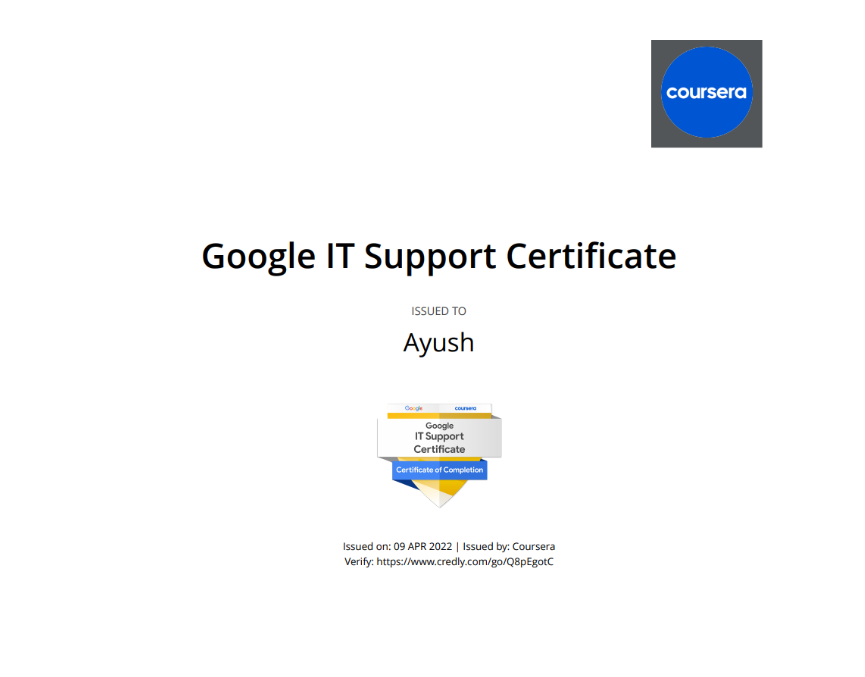 coursera
Google IT Support Certificate
ISSUED TO
Ayush
Google coursera
Google
IT Support
Certificate
Certificate of Completion
Issued on: 09 APR 2022 | Issued by: Coursera
Verify: https://www.credly.com/go/Q8pEgotC